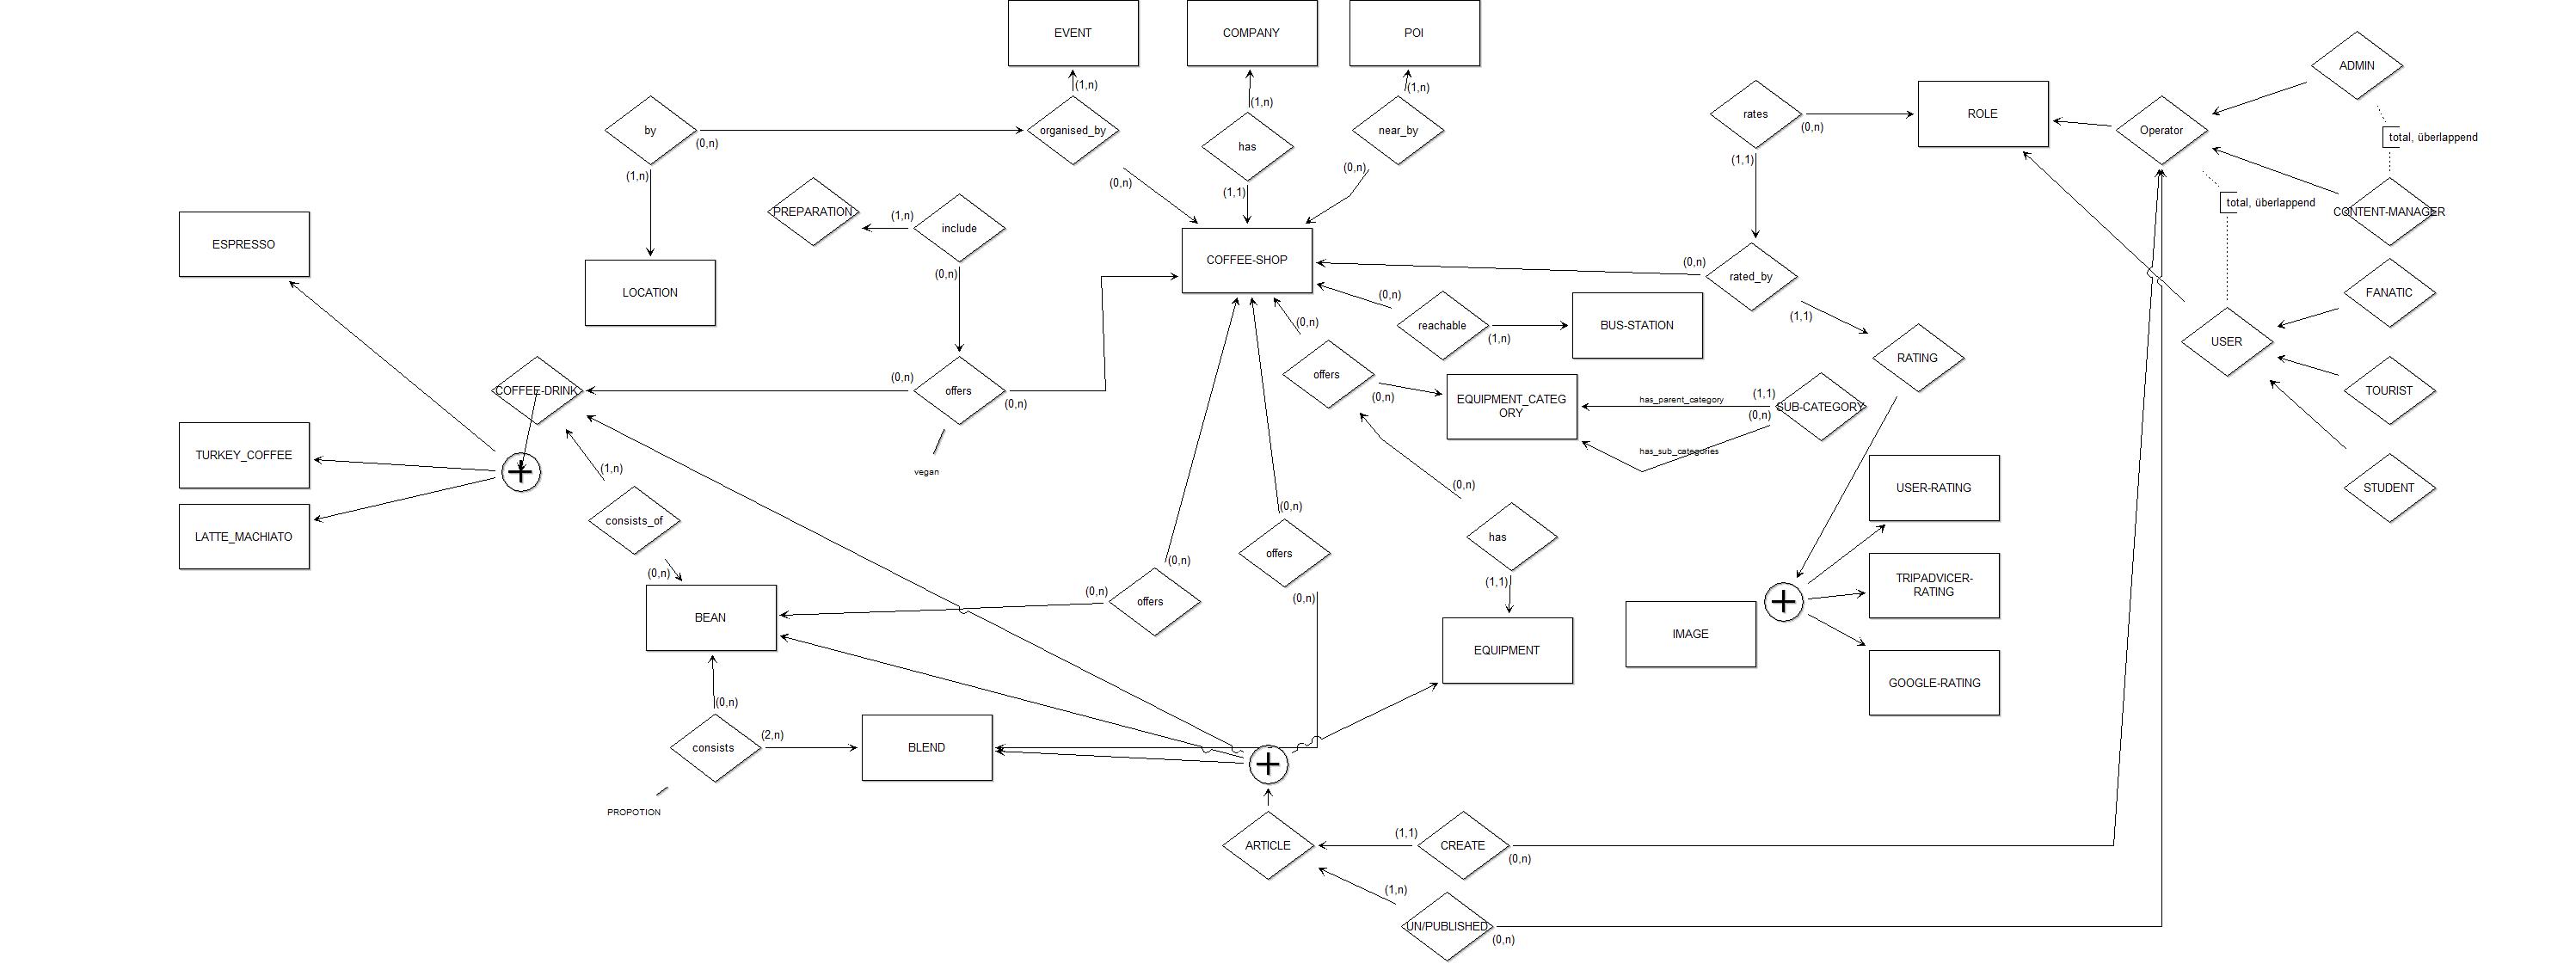 EVENT
COMPANY
POI
ADMIN
(1,n)
(1,n)
(1,n)
by
(0,n)
organised_by
has
near_by
rates
(0,n)
ROLE
Operator
total, überlappend
(1,n)
(0,n)
(1,1)
(0,n)
(1,1)
PREPARATION
(1,n)
include
total, überlappend
CONTENT-MANAGER
ESPRESSO
(0,n)
COFFEE-SHOP
(0,n)
rated_by
LOCATION
(0,n)
reachable
(1,n)
BUS-STATION
(0,n)
(1,1)
FANATIC
USER
RATING
COFFEE-DRINK
(0,n)
offers
(0,n)
offers
(0,n)
EQUIPMENT_CATEG
ORY
has_parent_category
(1,1)
(0,n)
SUB-CATEGORY
TOURIST
has_sub_categories
TURKEY_COFFEE
(1,n)
vegan
(0,n)
USER-RATING
STUDENT
LATTE_MACHIATO
consists_of
(0,n)
has
offers
(0,n)
(0,n)
(0,n)
(1,1)
TRIPADVICER-
RATING
offers
(0,n)
BEAN
IMAGE
EQUIPMENT
GOOGLE-RATING
(0,n)
consists
(2,n)
BLEND
PROPOTION
ARTICLE
(1,1)
CREATE
(0,n)
(1,n)
UN/PUBLISHED
(0,n)